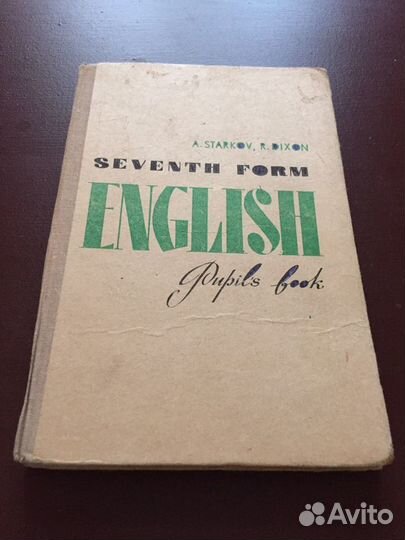 A. STARKOV, R. DIXON
SEVENTH FORM
ENGLISH
Pupil's book
Avito